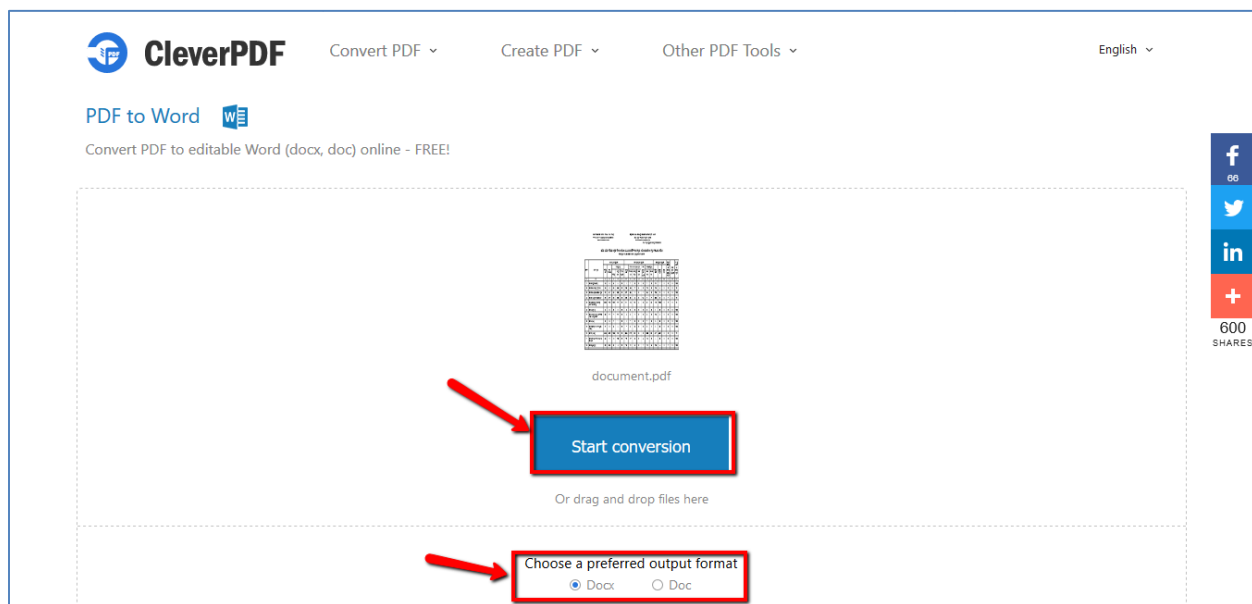 CleverPDF Convert PDF Create PDF Other PDF Tools English
PDF to Word W
Convert PDF to editable Word (docx, doc) online - FREE!
66
in
600
SHARES
document.pdf
Start conversion
Or drag and drop files here
Choose a preferred output format
Docx Doc